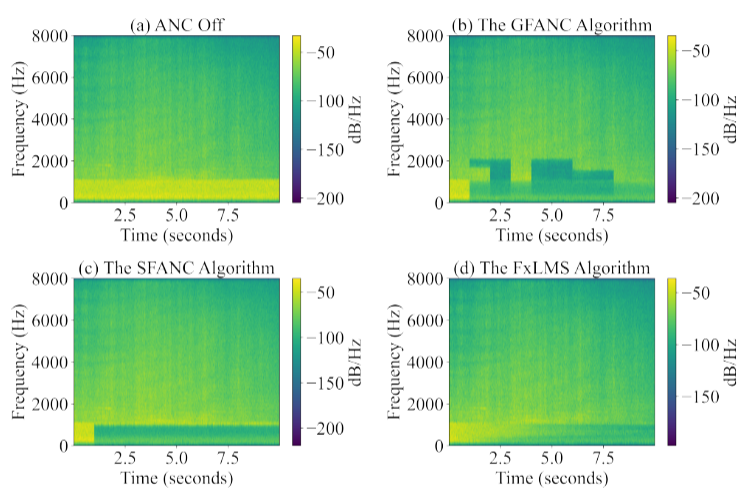 (a) ANC Off
8000
6000
4000
2000
0
Frequency (Hz)
2.5 5.0 7.5
Time (seconds)
−50
−100
−150
−200
dB/Hz
(b) The GFANC Algorithm
8000
6000
4000
2000
0
Frequency (Hz)
2.5 5.0 7.5
Time (seconds)
−50
−100
−150
−200
dB/Hz
(c) The SFANC Algorithm
8000
6000
4000
2000
0
Frequency (Hz)
2.5 5.0 7.5
Time (seconds)
−50
−100
−150
−200
dB/Hz
(d) The FxLMS Algorithm
8000
6000
4000
2000
0
Frequency (Hz)
2.5 5.0 7.5
Time (seconds)
−50
−100
−150
dB/Hz